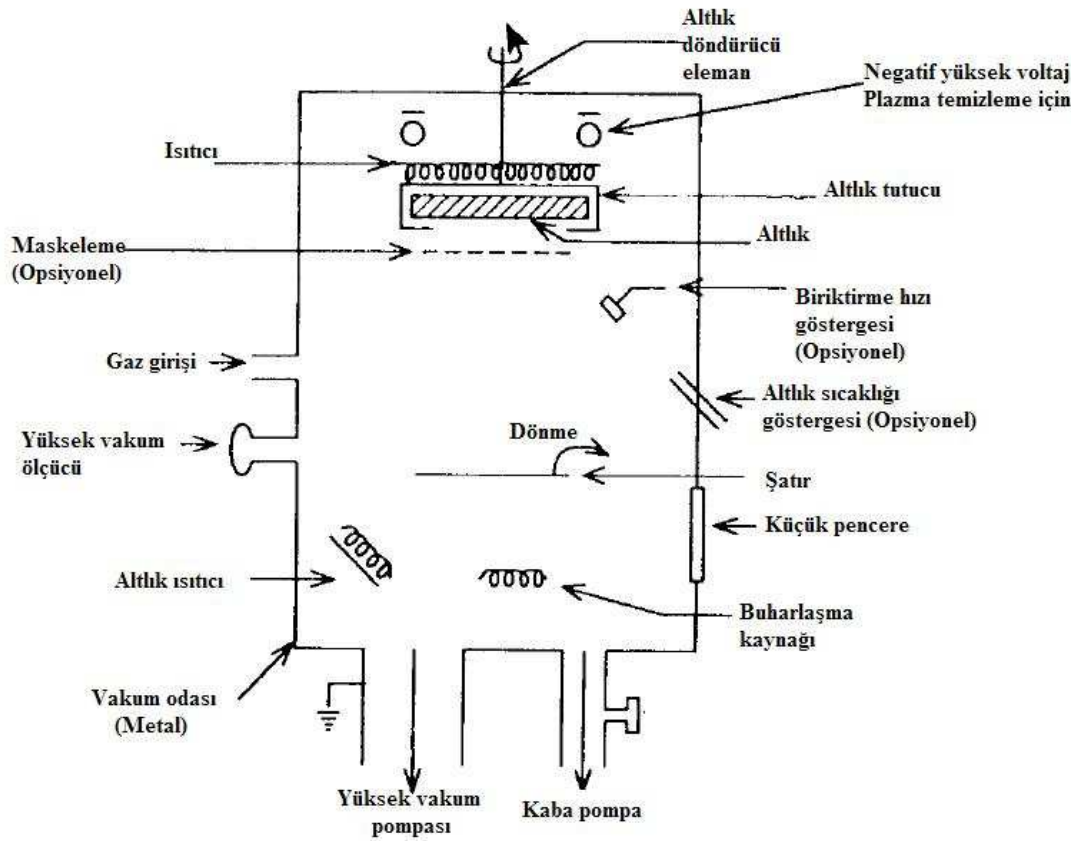 Altlık
döndürücü
eleman
Negatif yüksek voltaj
Plazma temizleme için
Isıtıcı
Altlık tutucu
Altlık
Maskeleme
(Opsiyonel)
Biriktirme hızı
göstergesi
(Opsiyonel)
Gaz girişi
Altlık sıcaklığı
göstergesi (Opsiyonel)
Yüksek vakum
ölçücü
Dönme
Şatır
Küçük pencere
Altlık ısıtıcı
Buharlaşma
kaynağı
Vakum odası
(Metal)
Yüksek vakum
pompası
Kaba pompa